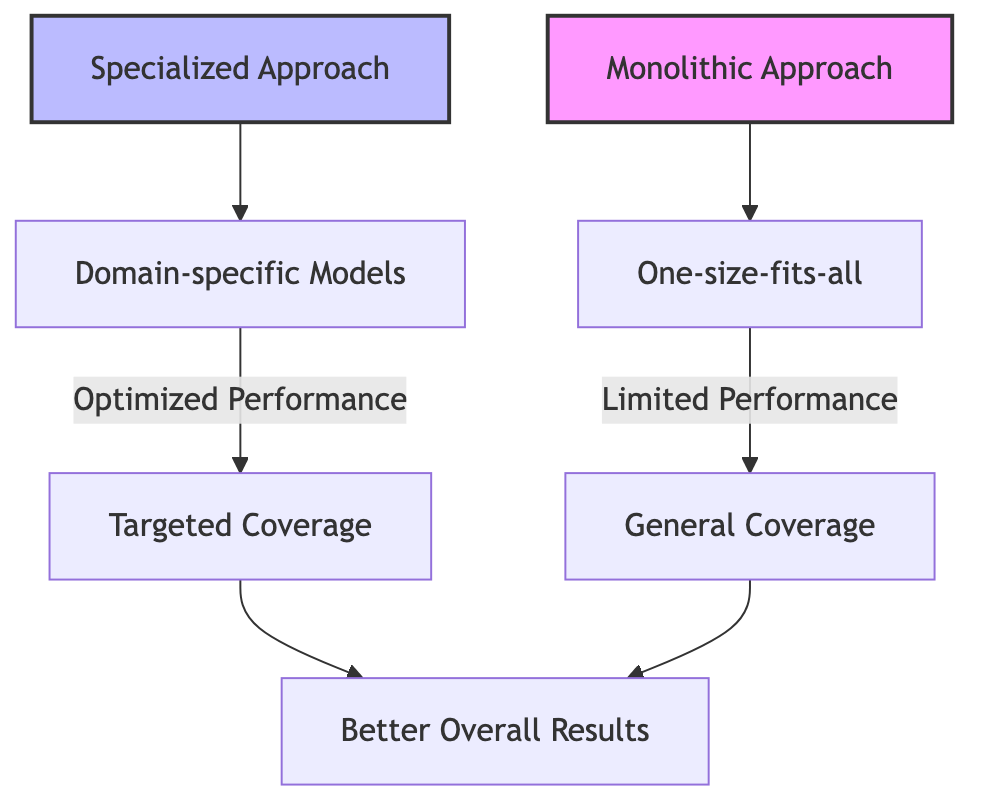 Specialized Approach
Monolithic Approach
Domain-specific Models
One-size-fits-all
Optimized Performance
Limited Performance
Targeted Coverage
General Coverage
Better Overall Results